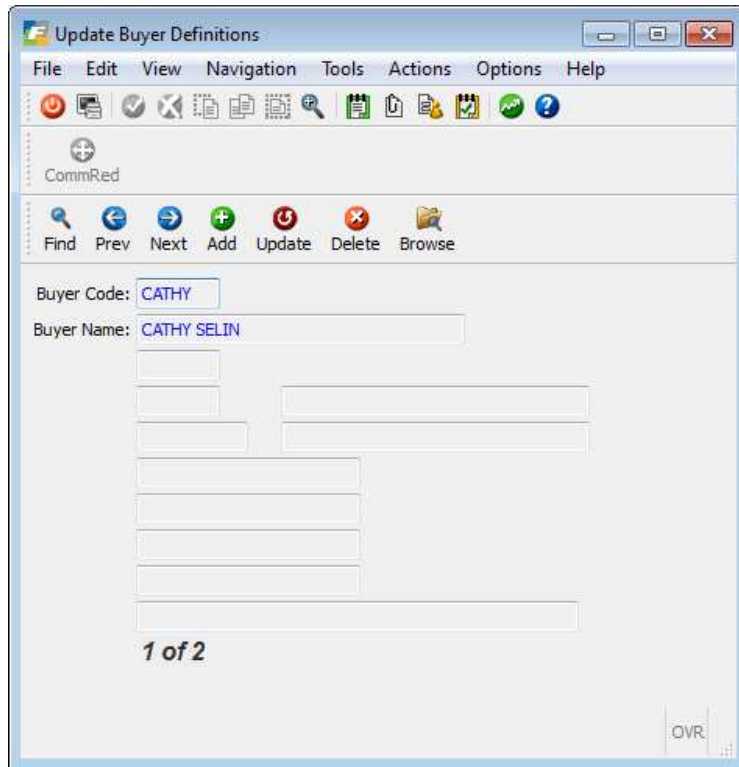 Update Buyer Definitions
File Edit View Navigation Tools Actions Options Help
CommRed
Find Prev Next Add Update Delete Browse
Buyer Code: CATHY
Buyer Name: CATHY SELIN
1 of 2
OVR